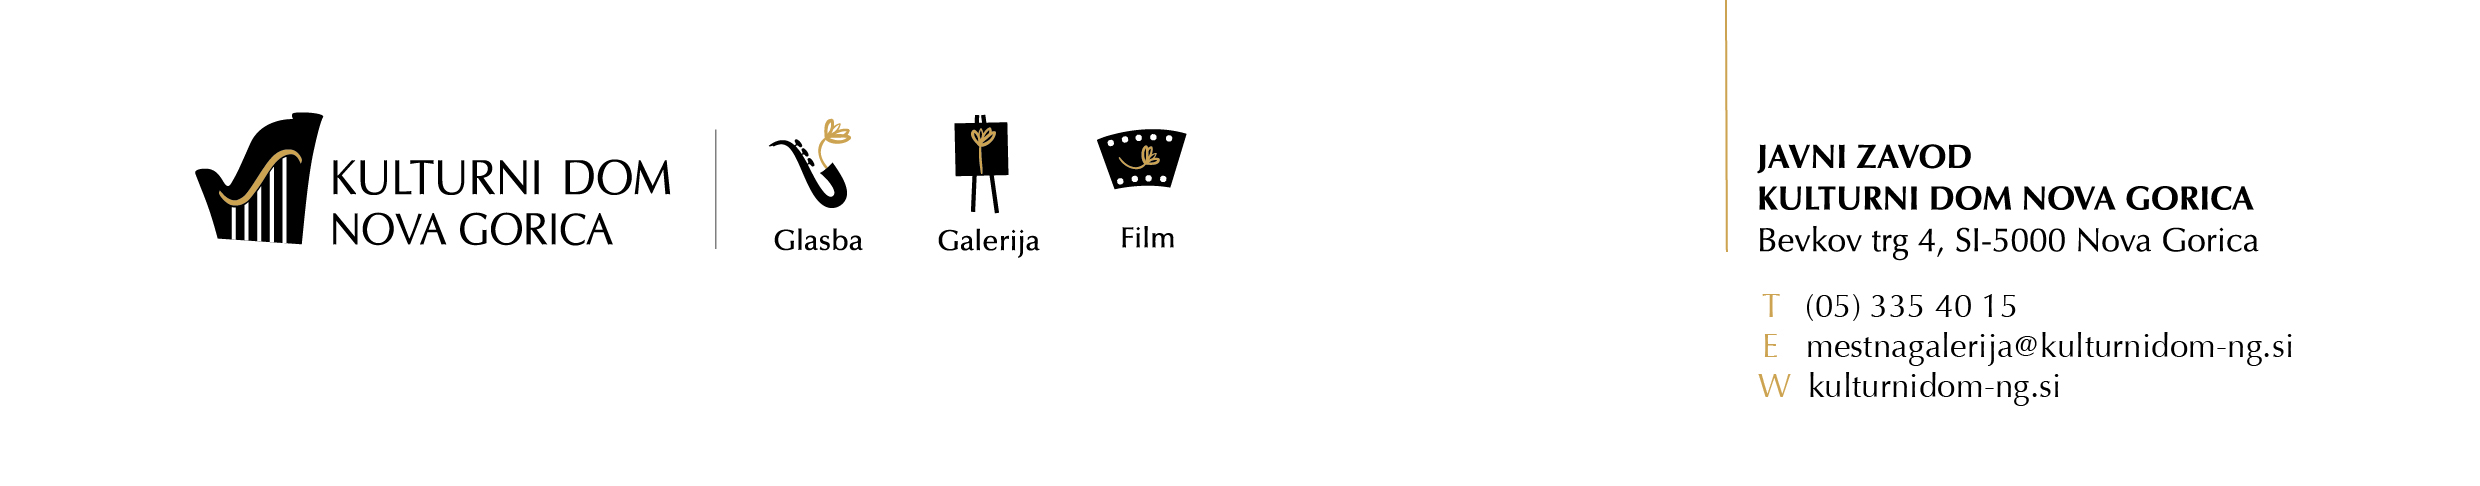 KULTURNI DOM
NOVA GORICA
Glasba
Galerija
Film
JAVNI ZAVOD
KULTURNI DOM NOVA GORICA
Bevkov trg 4, SI-5000 Nova Gorica
T (05) 335 40 15
E mestnagalerija@kulturnidom-ng.si
W kulturnidom-ng.si